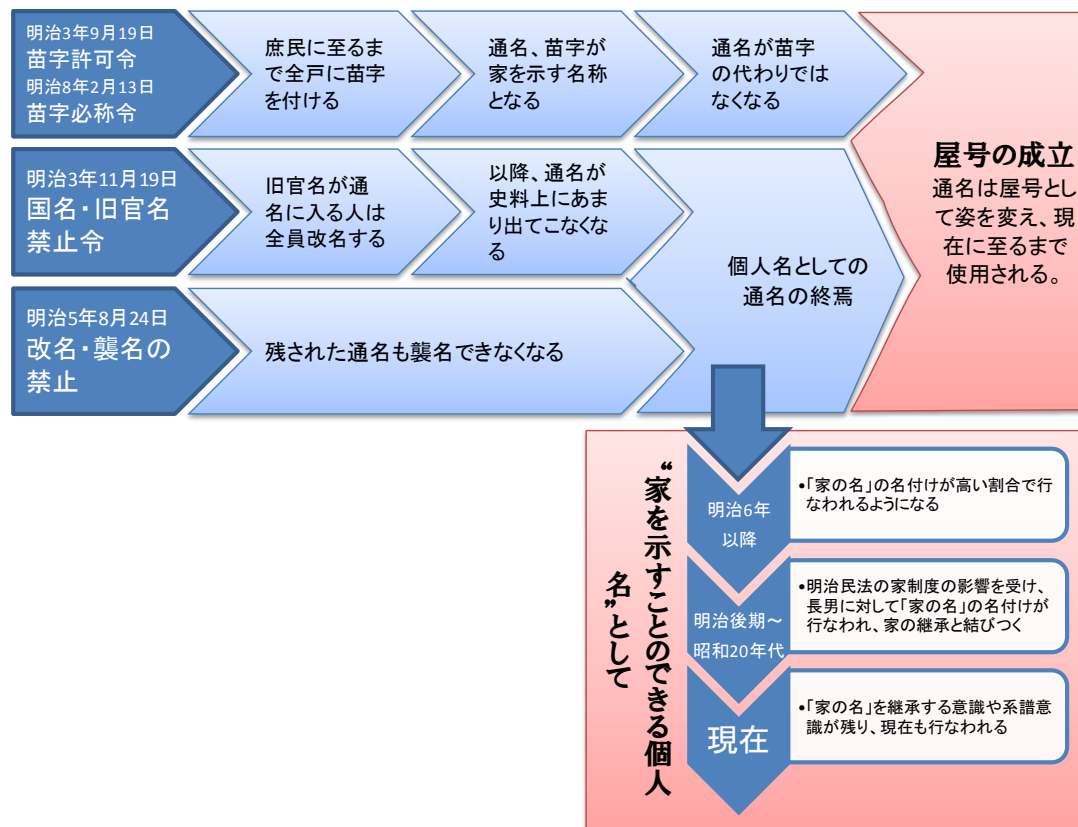 明治3年9月19日
苗字許可令
明治8年2月13日
苗字必称令
庶民に至るま
で全戸に苗字
を付ける
通名、苗字が
家を示す名称
となる
通名が苗字
の代わりでは
なくなる
明治3年11月19日
国名・旧官名
禁止令
旧官名が通
名に入る人は
全員改名する
以降、通名が
史料上にあま
り出てこなくな
る
明治5年8月24日
改名・襲名の
禁止
残された通名も襲名できなくなる
個人名としての
通名の終焉
屋号の成立
通名は屋号とし
て姿を変え、現
在に至るまで
使用される。
“家を示すことのできる個人
名”として
明治6年
以降
•「家の名」の名付けが高い割合で行
なわれるようになる
明治後期～
昭和20年代
•明治民法の家制度の影響を受け、
長男に対して「家の名」の名付けが
行なわれ、家の継承と結びつく
現在
•「家の名」を継承する意識や系譜意
識が残り、現在も行なわれる